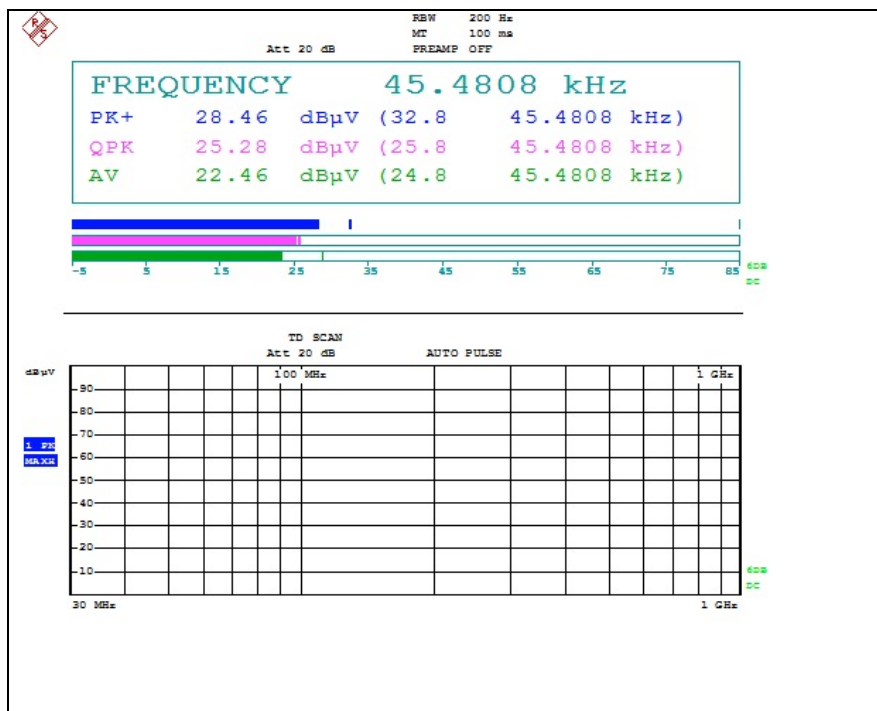 R S
RBW 200 Hz
MT 100 ms
Att 20 dB PREAMP OFF
FREQUENCY 45.4808 kHz
PK+ 28.46 dBµV (32.8 45.4808 kHz)
QPK 25.28 dBµV (25.8 45.4808 kHz)
AV 22.46 dBµV (24.8 45.4808 kHz)
-5 5 15 25 35 45 55 65 75 85
6DB
DC
TD SCAN
Att 20 dB AUTO PULSE
dBµV
100 MHz 1 GHz
90
80
70
1 PK
MAXH
60
50
40
30
20
10
6DB
DC
30 MHz 1 GHz